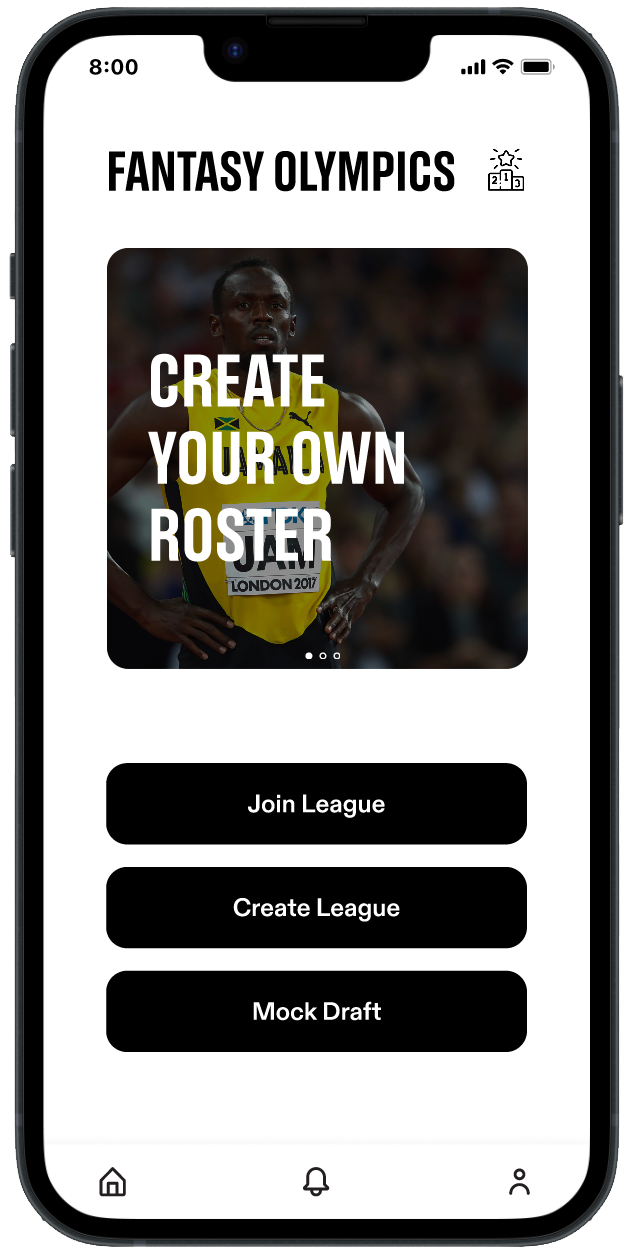 8:00
FANTASY OLYMPICS
2 1 3
CREATE
YOUR OWN
ROSTER
JAMAICA
TDK
JAM
LONDON 2017
Join League
Create League
Mock Draft